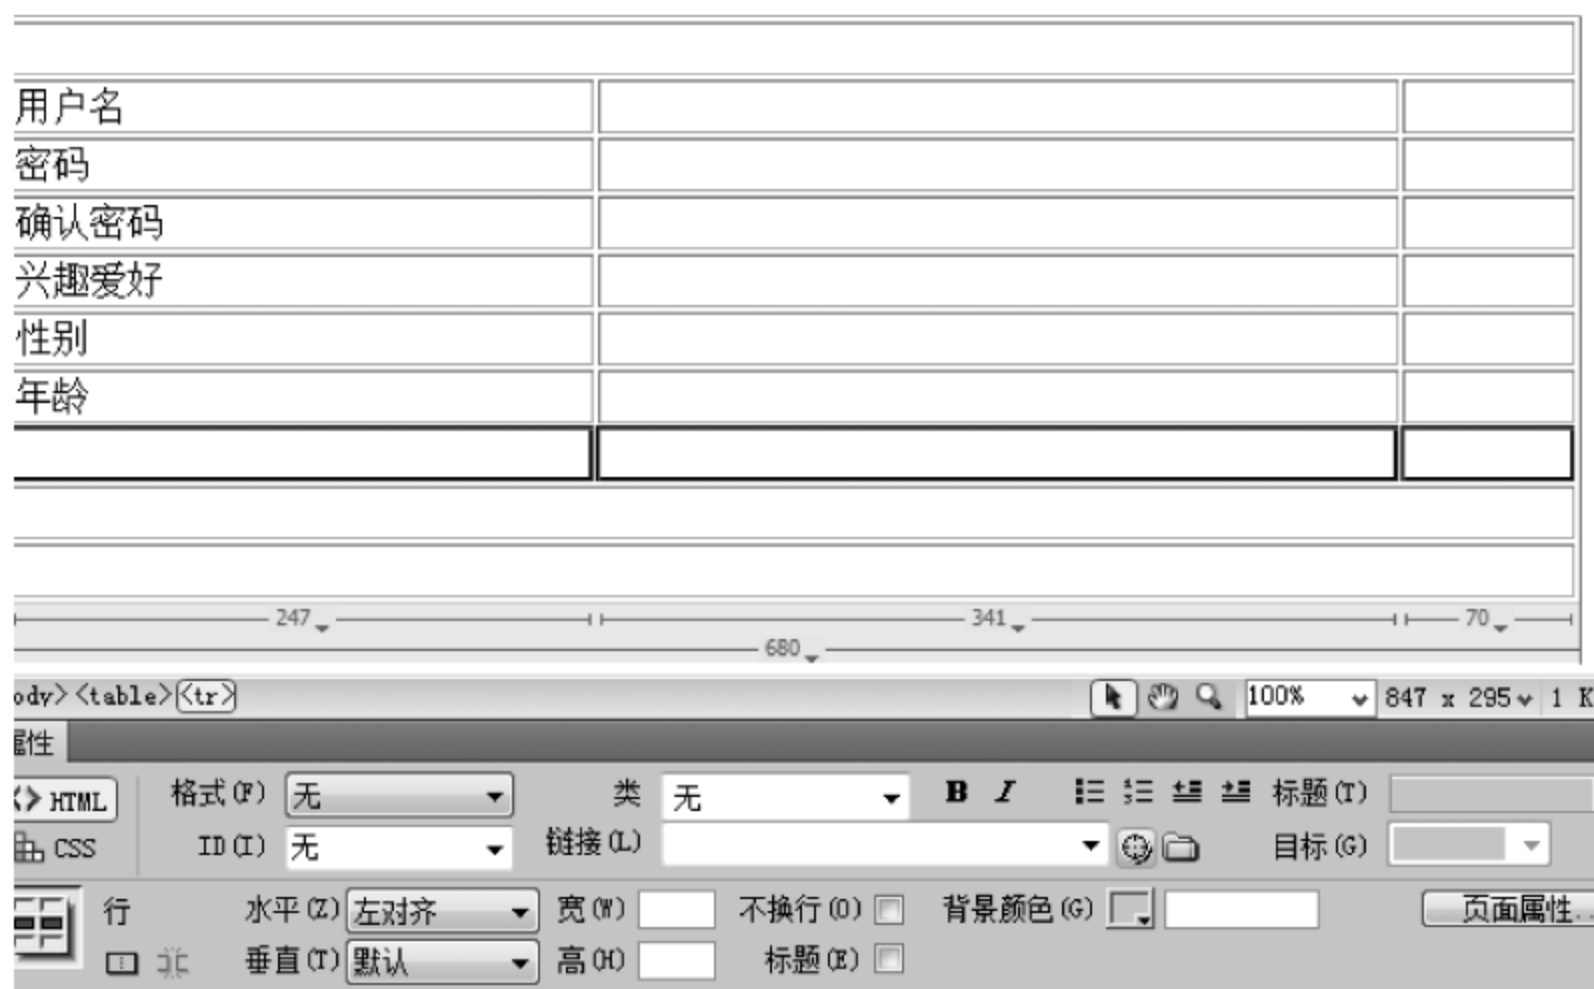 用户名
密码
确认密码
兴趣爱好
性别
年龄
247 341 70
680
ody> <table> <tr> 100% 847 x 295 1 K
属性
<> HTML 格式(F) 无 类 无 B I 标题(T)
CSS ID(I) 无 链接(L) 目标(G)
行 水平(Z) 左对齐 宽(W) 不换行(O) 背景颜色(G) 页面属性...
垂直(T) 默认 高(H) 标题(E)